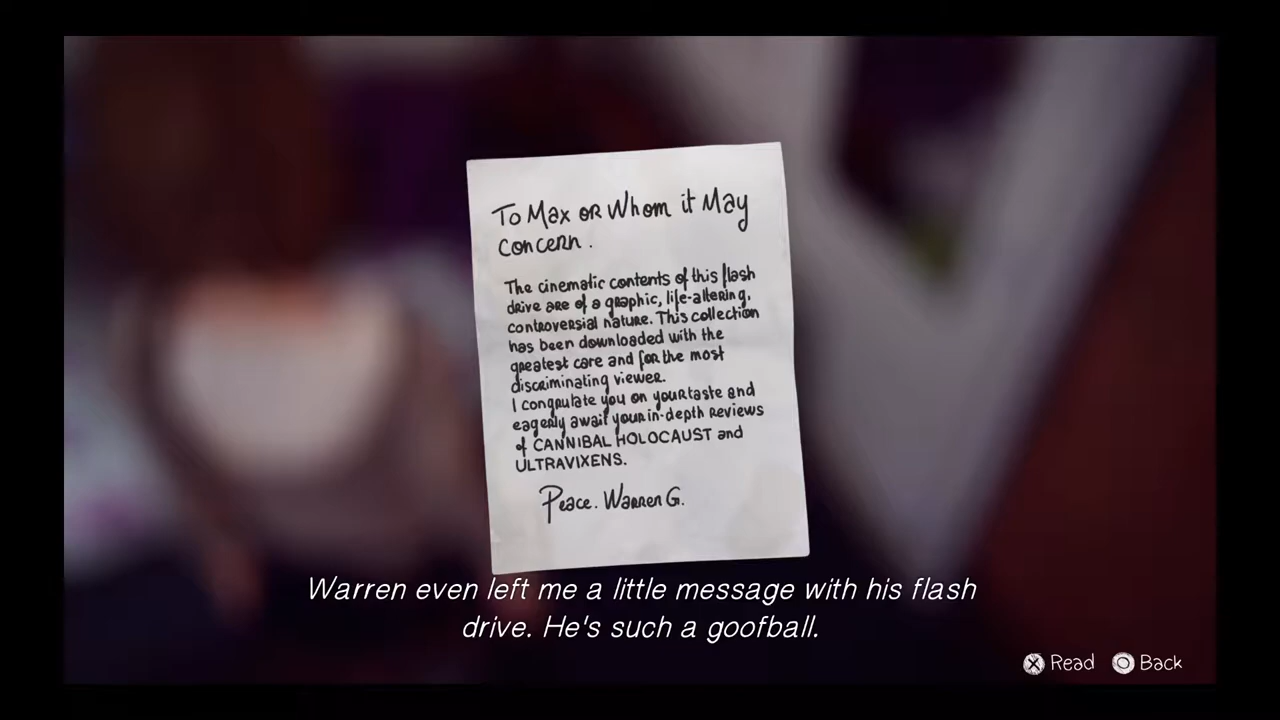 To Max or Whom it May
Concern.
The cinematic contents of this flash
drive are of a graphic, life-altering,
controversial nature. This collection
has been downloaded with the
greatest care and for the most
discriminating viewer.
I congrulate you on your taste and
eagerly await your in-depth reviews
of CANNIBAL HOLOCAUST and
ULTRAVIXENS.
Peace. Warren G.
Warren even left me a little message with his flash
drive. He's such a goofball.
Read Back